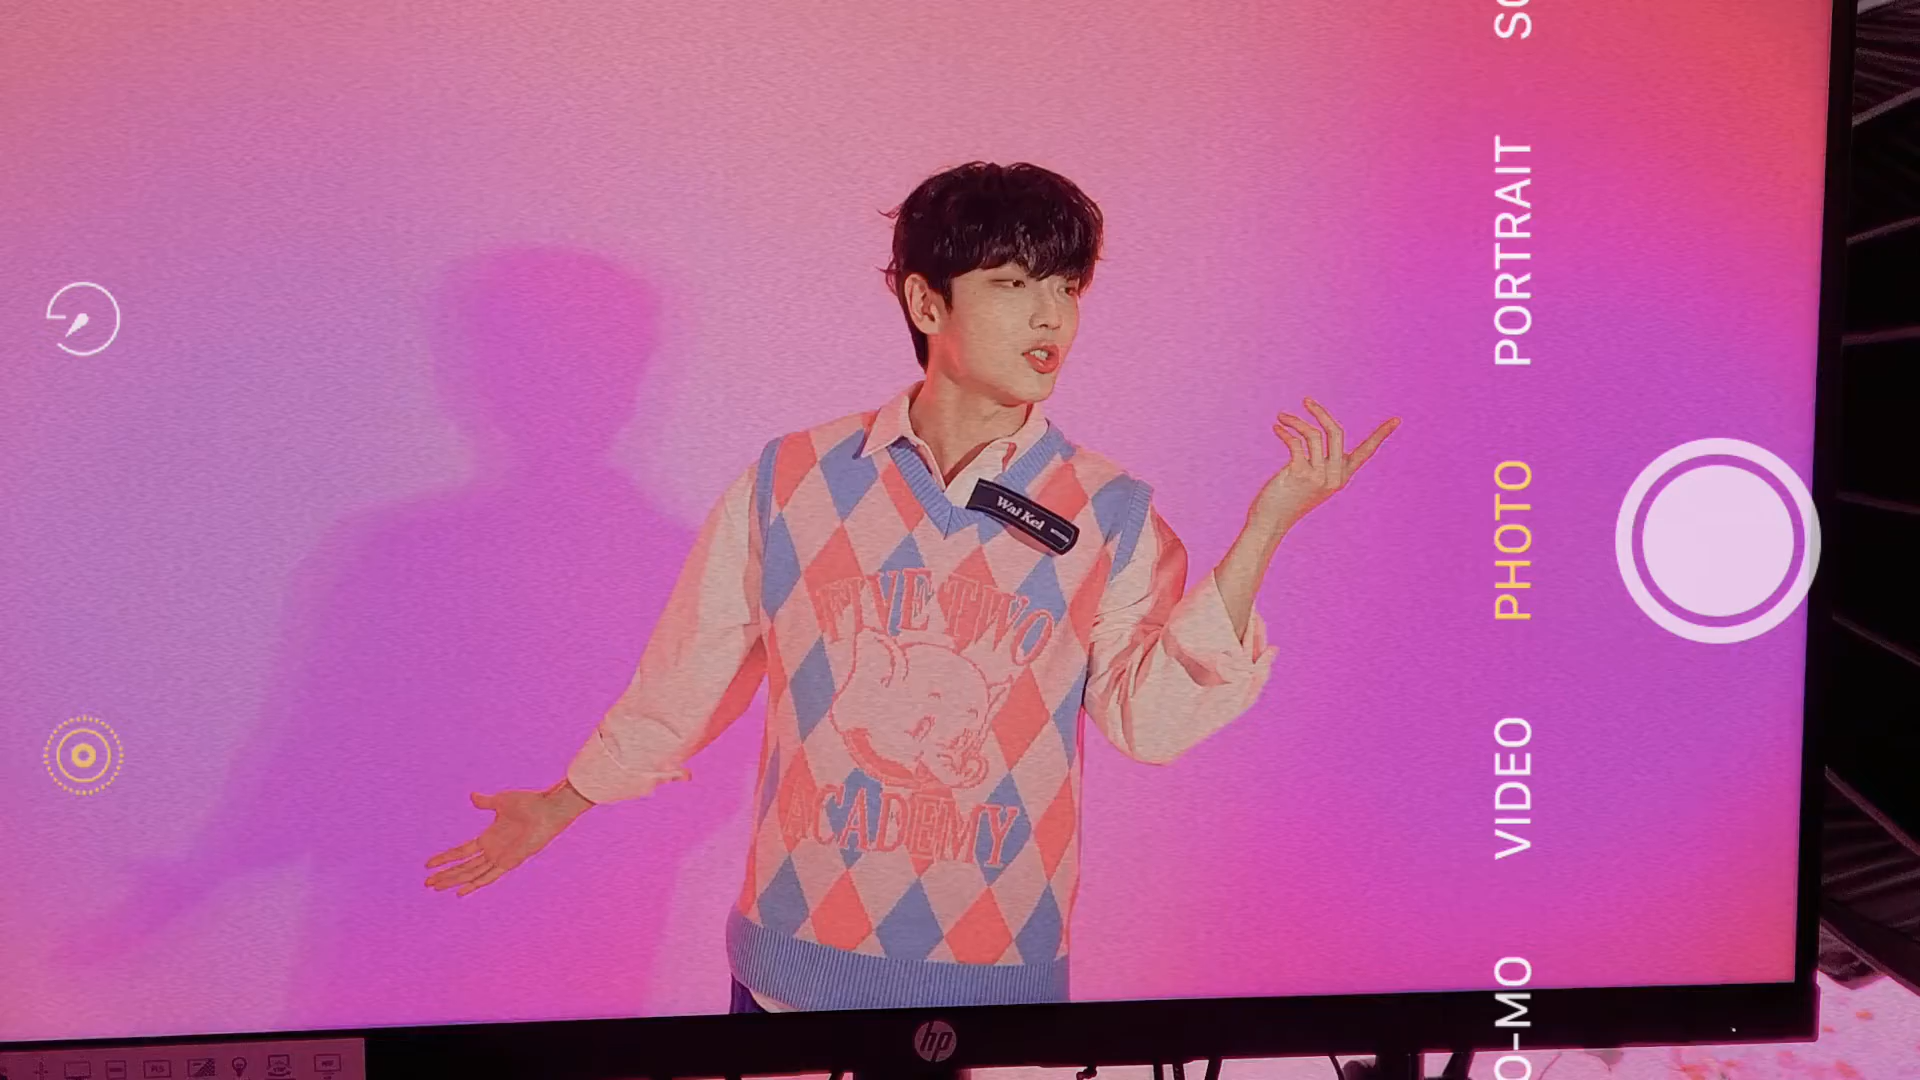 Wai Kei
FIVE TWO
ACADEMY
hp
PORTRAIT
PHOTO
VIDEO
O-MO
SO